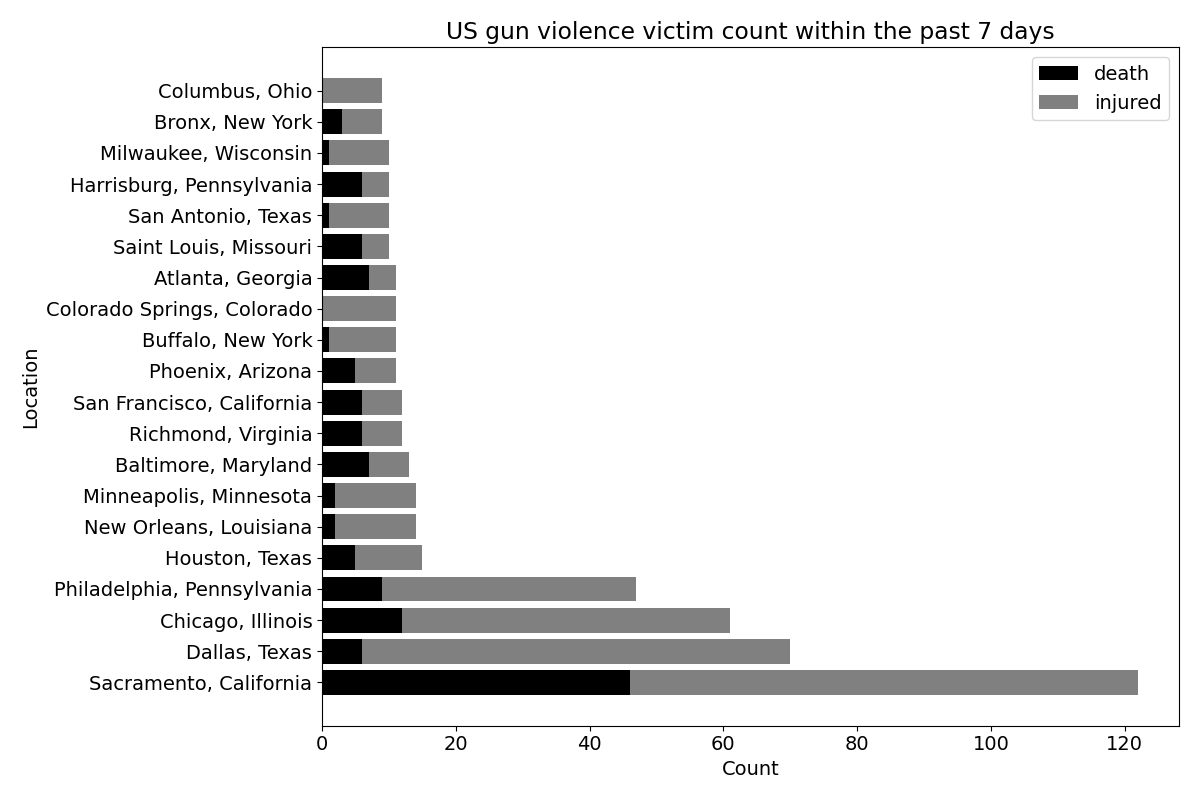 US gun violence victim count within the past 7 days
death
injured
Columbus, Ohio
Bronx, New York
Milwaukee, Wisconsin
Harrisburg, Pennsylvania
San Antonio, Texas
Saint Louis, Missouri
Atlanta, Georgia
Colorado Springs, Colorado
Buffalo, New York
Phoenix, Arizona
San Francisco, California
Richmond, Virginia
Baltimore, Maryland
Minneapolis, Minnesota
New Orleans, Louisiana
Houston, Texas
Philadelphia, Pennsylvania
Chicago, Illinois
Dallas, Texas
Sacramento, California
Location
0 20 40 60 80 100 120
Count